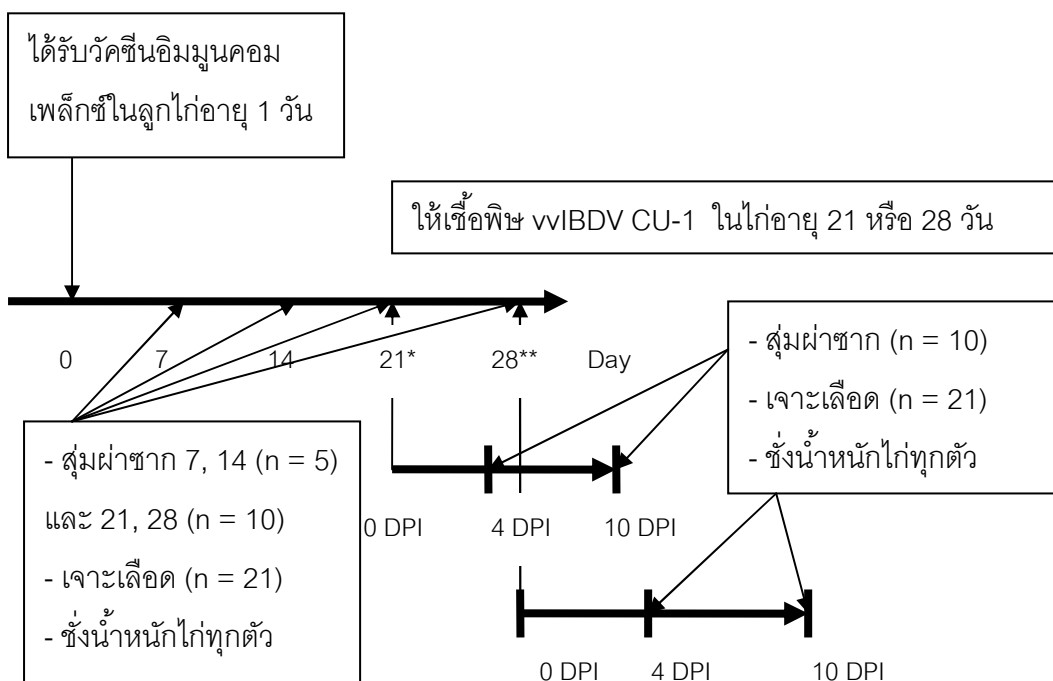 ได้รับวัคซีนอิมมูนคอม
เพล็กซ์ในลูกไก่อายุ 1 วัน
ให้เชื้อพิษ vvIBDV CU-1 ในไก่อายุ 21 หรือ 28 วัน
0 7 14 21* 28** Day
- สุ่มผ่าซาก (n = 10)
- เจาะเลือด (n = 21)
- ชั่งน้ำหนักไก่ทุกตัว
- สุ่มผ่าซาก 7, 14 (n = 5)
และ 21, 28 (n = 10)
- เจาะเลือด (n = 21)
- ชั่งน้ำหนักไก่ทุกตัว
0 DPI 4 DPI 10 DPI
0 DPI 4 DPI 10 DPI